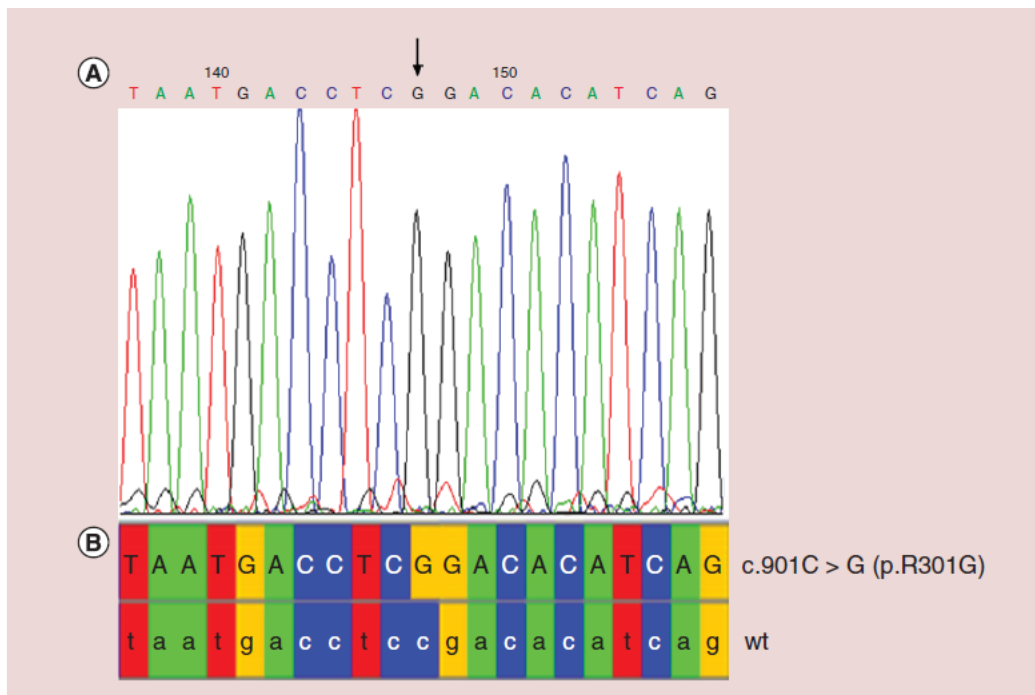 A
140 150
T A A T G A C C T C G G A C A C A T C A G
B
T A A T G A C C T C G G A C A C A T C A G c.901C > G (p.R301G)
t a a t g a c c t c c g a c a c a t c a g wt